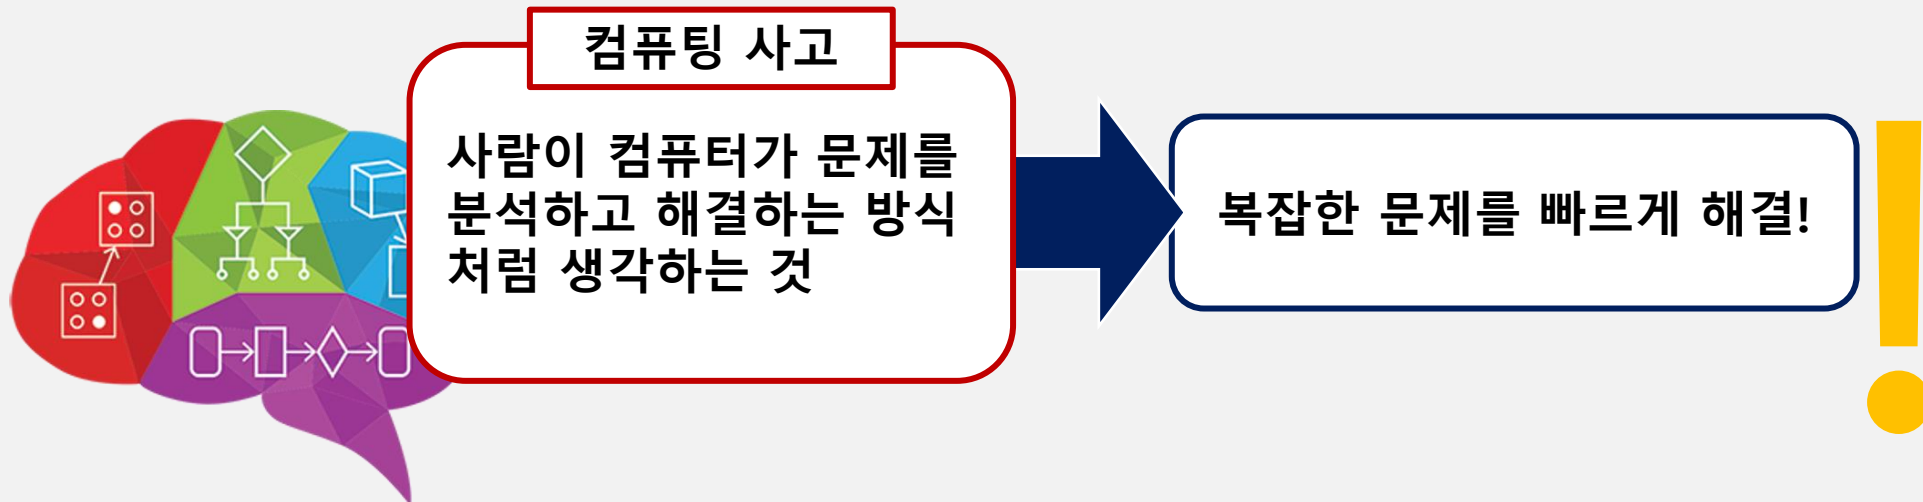 컴퓨팅 사고
사람이 컴퓨터가 문제를
분석하고 해결하는 방식
처럼 생각하는 것
복잡한 문제를 빠르게 해결!
!